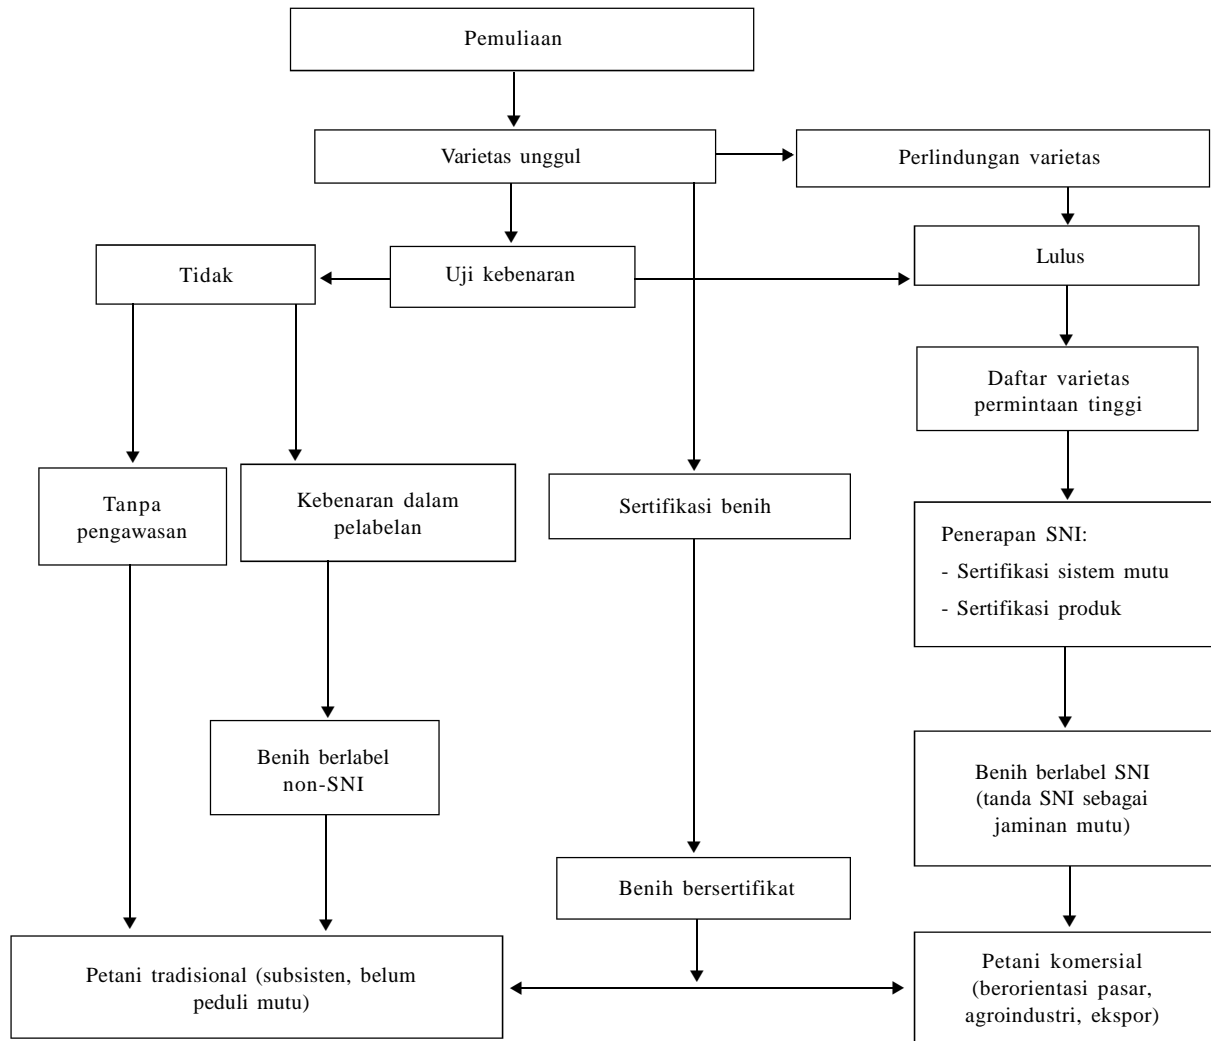 Pemuliaan
Varietas unggul
Perlindungan varietas
Tidak
Uji kebenaran
Lulus
Daftar varietas
permintaan tinggi
Tanpa
pengawasan
Kebenaran dalam
pelabelan
Sertifikasi benih
Penerapan SNI:
- Sertifikasi sistem mutu
- Sertifikasi produk
Benih berlabel
non-SNI
Benih berlabel SNI
(tanda SNI sebagai
jaminan mutu)
Benih bersertifikat
Petani tradisional (subsisten, belum
peduli mutu)
Petani komersial
(berorientasi pasar,
agroindustri, ekspor)